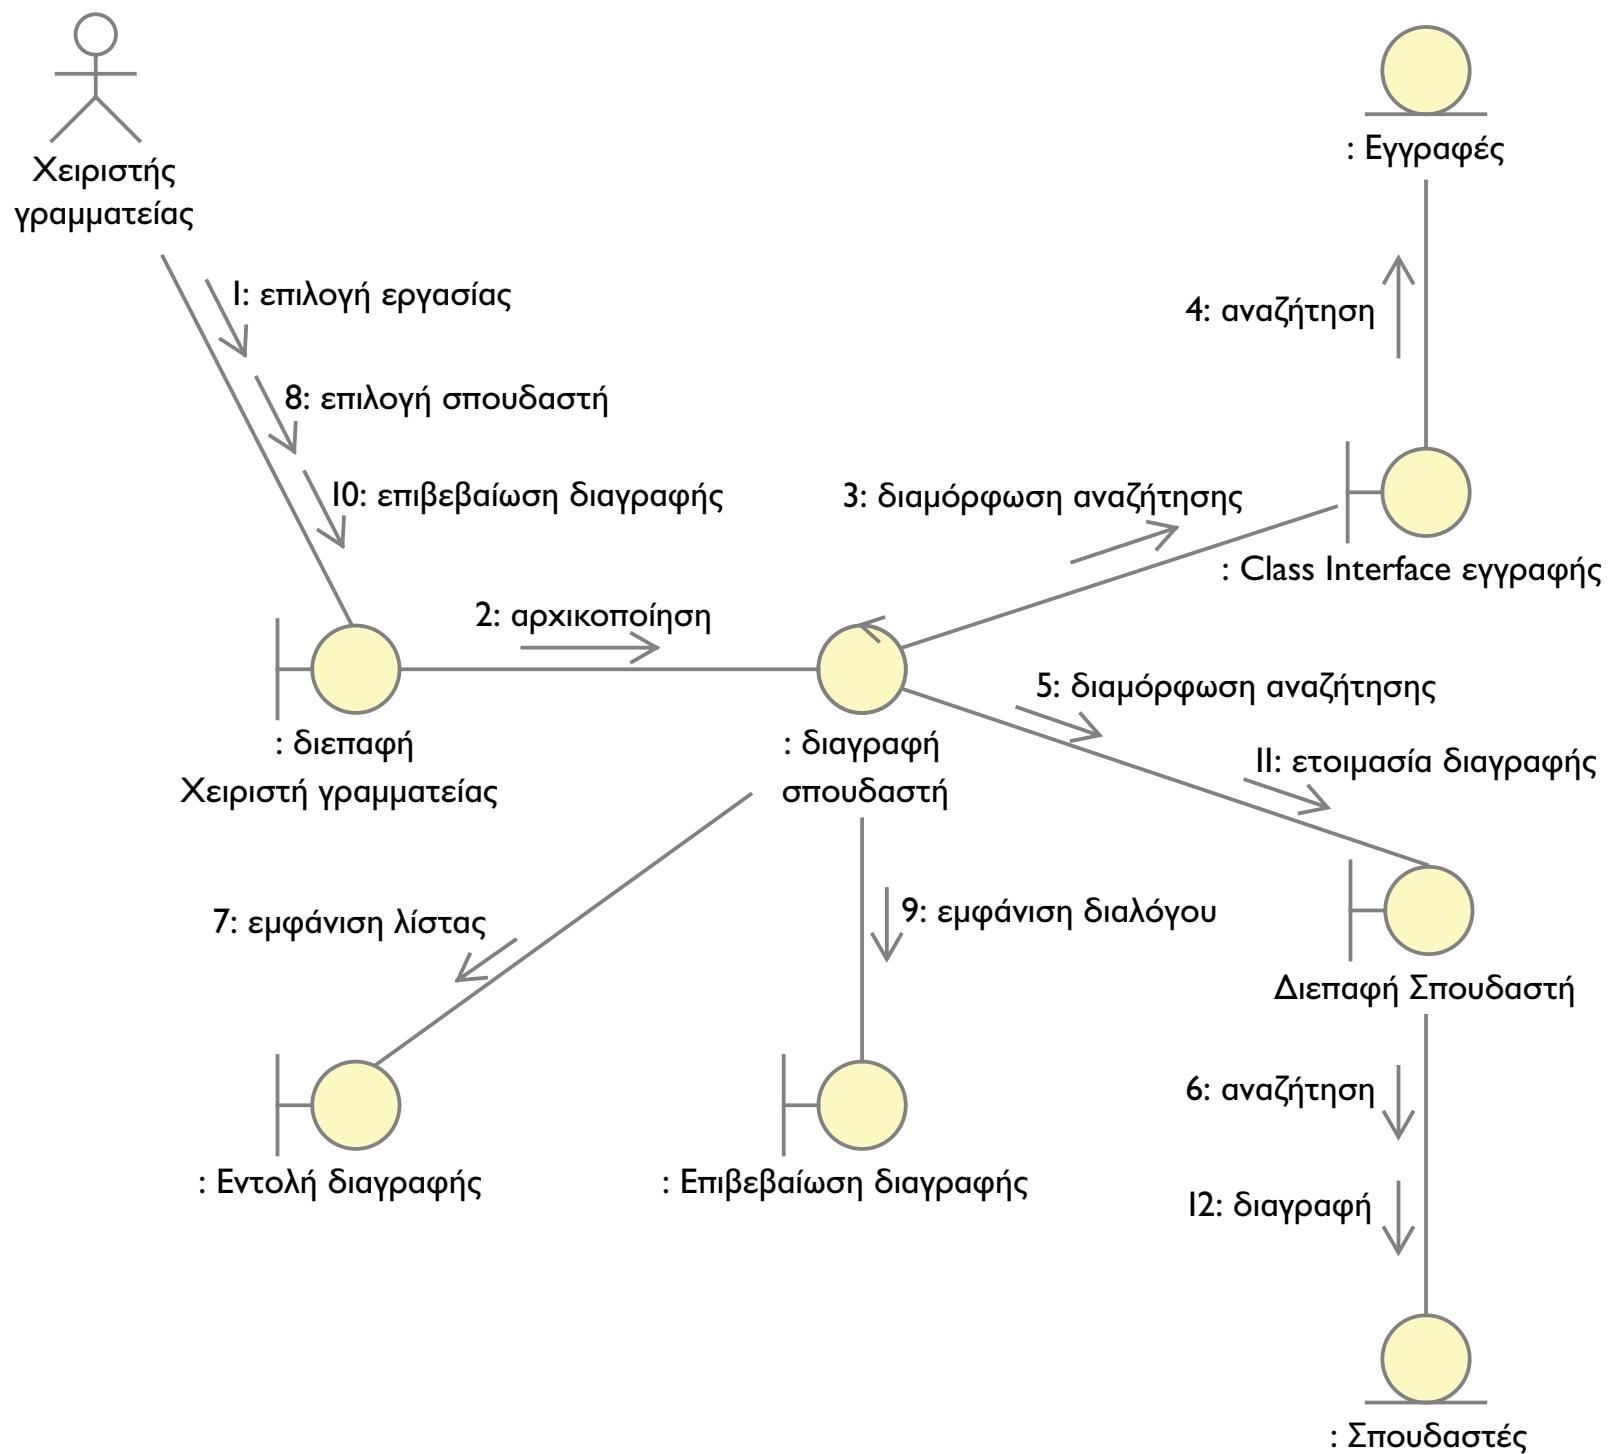 : Εγγραφές
Χειριστής
γραμματείας
1: επιλογή εργασίας
4: αναζήτηση
8: επιλογή σπουδαστή
10: επιβεβαίωση διαγραφής
3: διαμόρφωση αναζήτησης
: Class Interface εγγραφής
2: αρχικοποίηση
5: διαμόρφωση αναζήτησης
: διεπαφή
Χειριστή γραμματείας
: διαγραφή
σπουδαστή
11: ετοιμασία διαγραφής
7: εμφάνιση λίστας
9: εμφάνιση διαλόγου
Διεπαφή Σπουδαστή
6: αναζήτηση
: Εντολή διαγραφής
: Επιβεβαίωση διαγραφής
12: διαγραφή
: Σπουδαστές